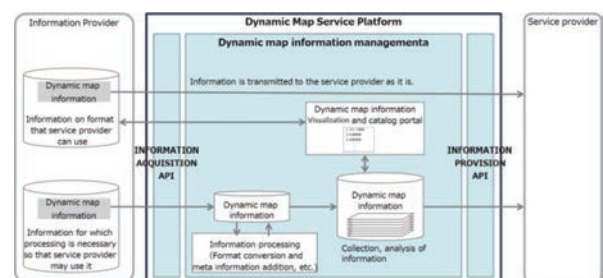 Information Provider
Dynamic Map Service Platform
Service provider
Dynamic map information managementa
Dynamic map
information
Information on format
that service provider
can use
Information is transmitted to the service provider as it is.
Dynamic map information
Visualization and catalog portal
INFORMATION
ACQUISITION
API
INFORMATION
PROVISION
API
Dynamic map
information
Information for which
processing is necessary
so that service provider
may use it
Dynamic map
information
Information processing
(Format conversion and
meta information addition, etc.)
Dynamic map
information
Collection, analysis of
information